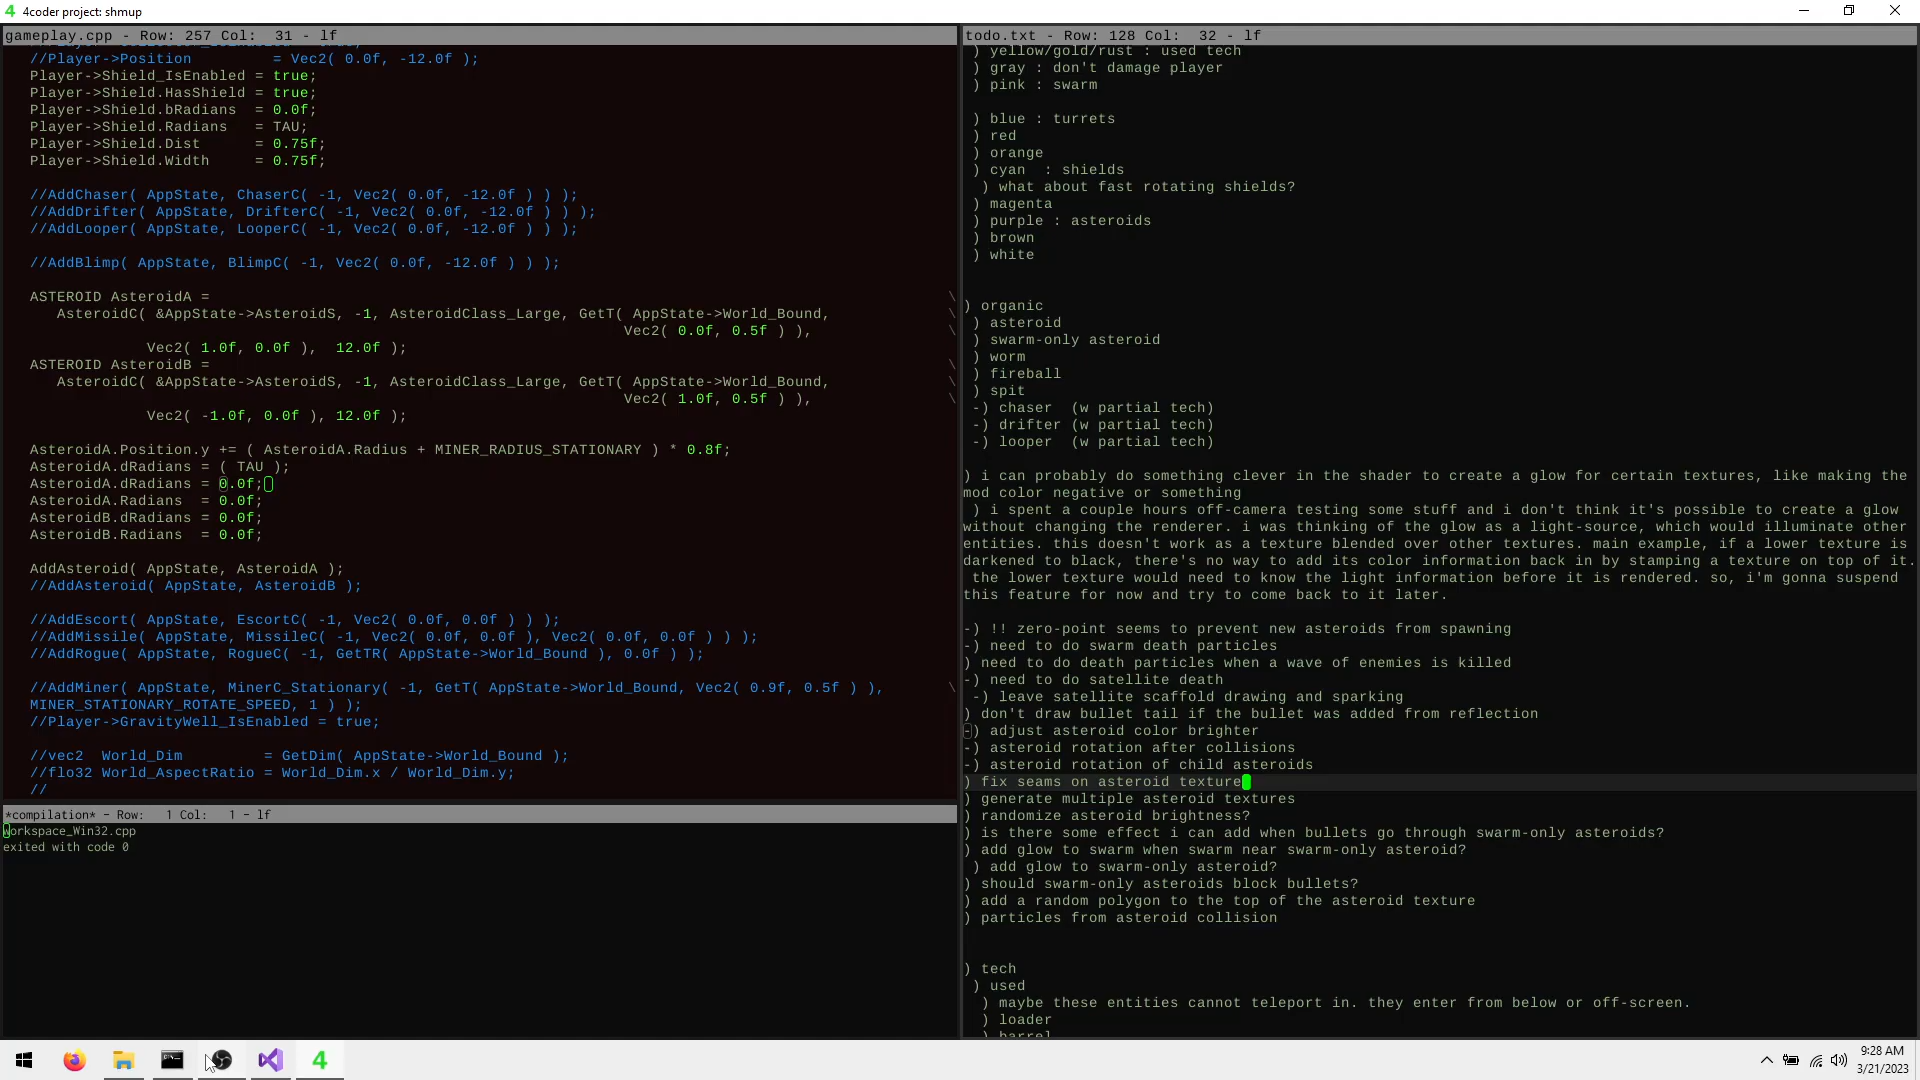 4 4coder project: shmup
gameplay.cpp - Row: 257 Col:  31 - lf
//Player->Position         = Vec2( 0.0f, -12.0f );
Player->Shield_IsEnabled = true;
Player->Shield.HasShield = true;
Player->Shield.bRadians  = 0.0f;
Player->Shield.Radians   = TAU;
Player->Shield.Dist      = 0.75f;
Player->Shield.Width     = 0.75f;
//AddChaser( AppState, ChaserC( -1, Vec2( 0.0f, -12.0f ) ) );
//AddDrifter( AppState, DrifterC( -1, Vec2( 0.0f, -12.0f ) ) );
//AddLooper( AppState, LooperC( -1, Vec2( 0.0f, -12.0f ) ) );
//AddBlimp( AppState, BlimpC( -1, Vec2( 0.0f, -12.0f ) ) );
ASTEROID AsteroidA = \
AsteroidC( &AppState->AsteroidS, -1, AsteroidClass_Large, GetT( AppState->World_Bound, \
Vec2( 0.0f, 0.5f ) ), \
Vec2( 1.0f, 0.0f ),  12.0f );
ASTEROID AsteroidB = \
AsteroidC( &AppState->AsteroidS, -1, AsteroidClass_Large, GetT( AppState->World_Bound, \
Vec2( 1.0f, 0.5f ) ), \
Vec2( -1.0f, 0.0f ), 12.0f );
AsteroidA.Position.y += ( AsteroidA.Radius + MINER_RADIUS_STATIONARY ) * 0.8f;
AsteroidA.dRadians = ( TAU );
AsteroidA.dRadians = 0.0f;
AsteroidA.Radians  = 0.0f;
AsteroidB.dRadians = 0.0f;
AsteroidB.Radians  = 0.0f;
AddAsteroid( AppState, AsteroidA );
//AddAsteroid( AppState, AsteroidB );
//AddEscort( AppState, EscortC( -1, Vec2( 0.0f, 0.0f ) ) );
//AddMissile( AppState, MissileC( -1, Vec2( 0.0f, 0.0f ), Vec2( 0.0f, 0.0f ) ) );
//AddRogue( AppState, RogueC( -1, GetTR( AppState->World_Bound ), 0.0f ) );
//AddMiner( AppState, MinerC_Stationary( -1, GetT( AppState->World_Bound, Vec2( 0.9f, 0.5f ) ), \
MINER_STATIONARY_ROTATE_SPEED, 1 ) );
//Player->GravityWell_IsEnabled = true;
//vec2  World_Dim         = GetDim( AppState->World_Bound );
//flo32 World_AspectRatio = World_Dim.x / World_Dim.y;
//
*compilation* - Row:   1 Col:   1 - lf
workspace_Win32.cpp
exited with code 0
todo.txt - Row: 128 Col:  32 - lf
) yellow/gold/rust : used tech
) gray : don't damage player
) pink : swarm
) blue : turrets
) red
) orange
) cyan  : shields
) what about fast rotating shields?
) magenta
) purple : asteroids
) brown
) white
) organic
) asteroid
) swarm-only asteroid
) worm
) fireball
) spit
-) chaser  (w partial tech)
-) drifter (w partial tech)
-) looper  (w partial tech)
) i can probably do something clever in the shader to create a glow for certain textures, like making the
mod color negative or something
) i spent a couple hours off-camera testing some stuff and i don't think it's possible to create a glow
without changing the renderer. i was thinking of the glow as a light-source, which would illuminate other
entities. this doesn't work as a texture blended over other textures. main example, if a lower texture is
darkened to black, there's no way to add its color information back in by stamping a texture on top of it.
the lower texture would need to know the light information before it is rendered. so, i'm gonna suspend
this feature for now and try to come back to it later.
-) !! zero-point seems to prevent new asteroids from spawning
-) need to do swarm death particles
) need to do death particles when a wave of enemies is killed
-) need to do satellite death
-) leave satellite scaffold drawing and sparking
) don't draw bullet tail if the bullet was added from reflection
-) adjust asteroid color brighter
-) asteroid rotation after collisions
-) asteroid rotation of child asteroids
) fix seams on asteroid texture
) generate multiple asteroid textures
) randomize asteroid brightness?
) is there some effect i can add when bullets go through swarm-only asteroids?
) add glow to swarm when swarm near swarm-only asteroid?
) add glow to swarm-only asteroid?
) should swarm-only asteroids block bullets?
) add a random polygon to the top of the asteroid texture
) particles from asteroid collision
) tech
) used
) maybe these entities cannot teleport in. they enter from below or off-screen.
) loader
) barrel
4
9:28 AM
3/21/2023